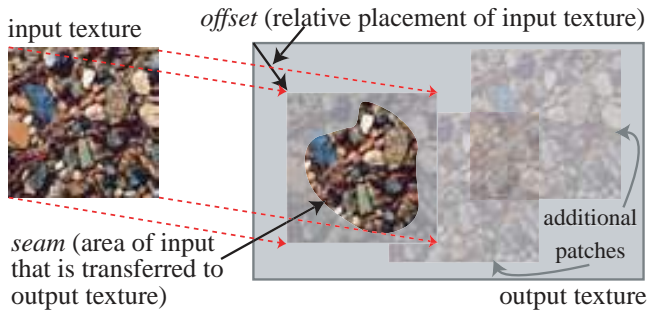 offset (relative placement of input texture)
input texture
seam (area of input
that is transferred to
output texture)
additional
patches
output texture